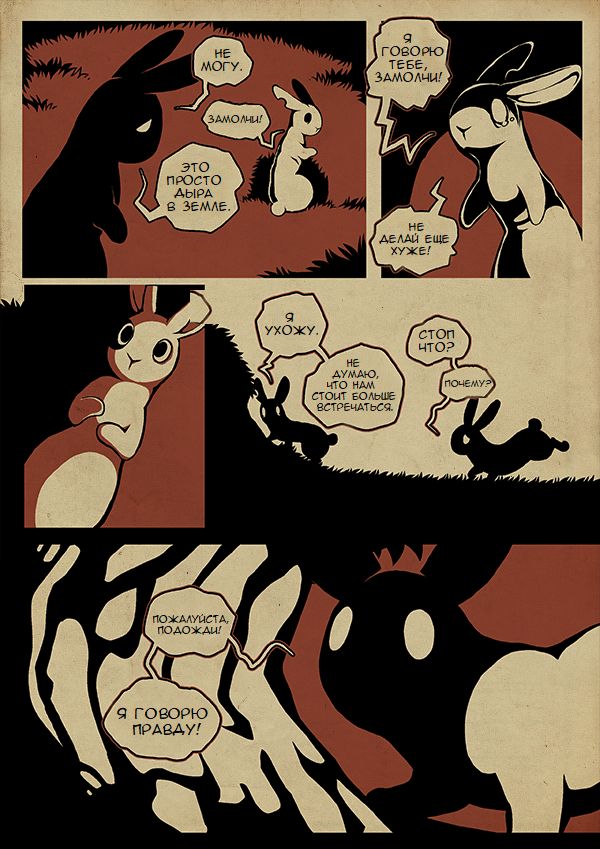 НЕ
МОГУ.
ЗАМОЛЧИ!
ЭТО
ПРОСТО
ДЫРА
В ЗЕМЛЕ.
Я
ГОВОРЮ
ТЕБЕ,
ЗАМОЛЧИ!
НЕ
ДЕЛАЙ ЕЩЕ
ХУЖЕ!
Я
УХОЖУ.
НЕ
ДУМАЮ,
ЧТО НАМ
СТОИТ БОЛЬШЕ
ВСТРЕЧАТЬСЯ.
СТОП
ЧТО?
ПОЧЕМУ?
ПОЖАЛУЙСТА,
ПОДОЖДИ!
Я ГОВОРЮ
ПРАВДУ!